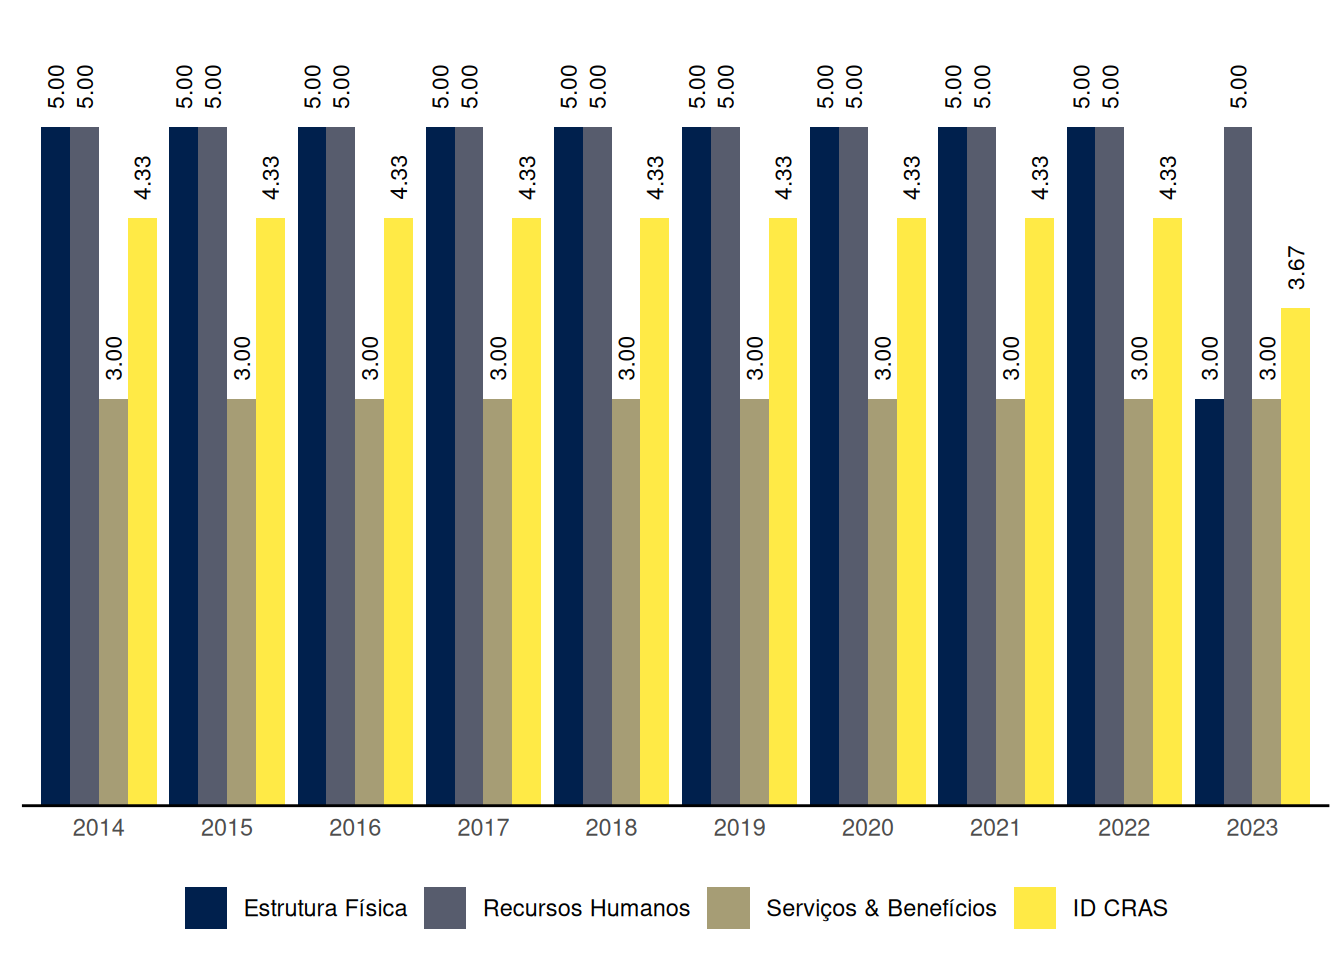 5.00 5.00 5.00 5.00 5.00 5.00 5.00 5.00 5.00 5.00 5.00 5.00 5.00 5.00 5.00 5.00 5.00 5.00 5.00
4.33 4.33 4.33 4.33 4.33 4.33 4.33 4.33 4.33
3.67
3.00 3.00 3.00 3.00 3.00 3.00 3.00 3.00 3.00 3.00 3.00
2014 2015 2016 2017 2018 2019 2020 2021 2022 2023
Estrutura Física Recursos Humanos Serviços & Benefícios ID CRAS